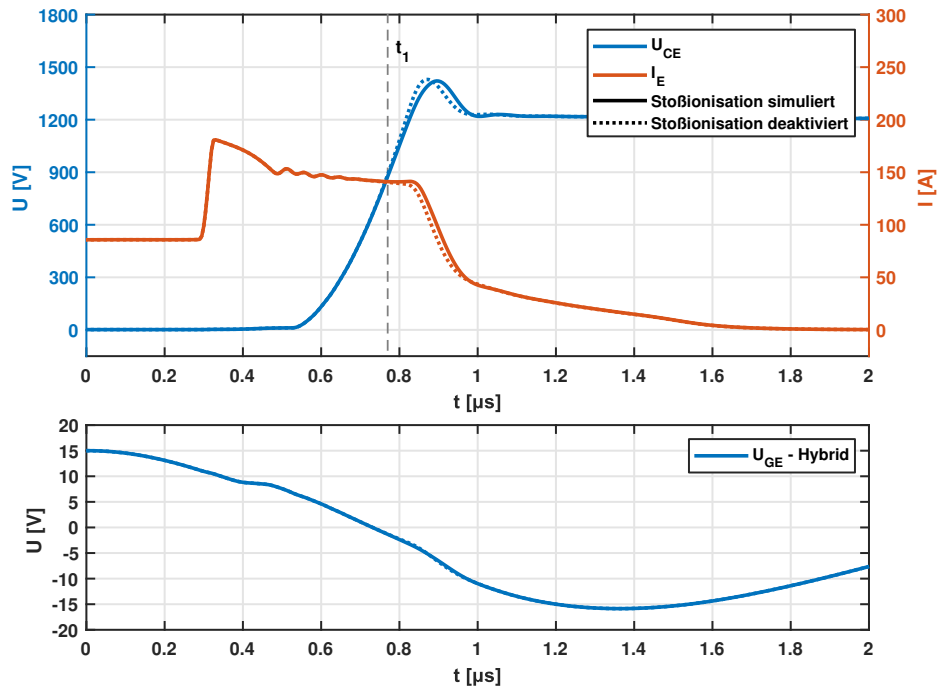 1800
1500
1200
900
600
300
0
U [V]
300
250
200
150
100
50
0
I [A]
t₁
U_CE
I_E
Stoßionisation simuliert
Stoßionisation deaktiviert
0 0.2 0.4 0.6 0.8 1 1.2 1.4 1.6 1.8 2
t [µs]
20
15
10
5
0
-5
-10
-15
-20
U [V]
U_GE - Hybrid
0 0.2 0.4 0.6 0.8 1 1.2 1.4 1.6 1.8 2
t [µs]